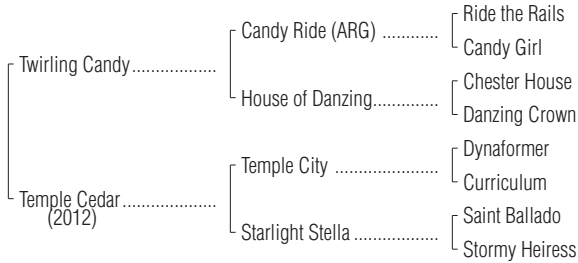 Ride the Rails
Candy Ride (ARG) ............
Candy Girl
Twirling Candy...................
Chester House
House of Danzing..............
Danzing Crown
Dynaformer
Temple City ......................
Curriculum
Temple Cedar.....................
(2012)
Saint Ballado
Starlight Stella ..................
Stormy Heiress